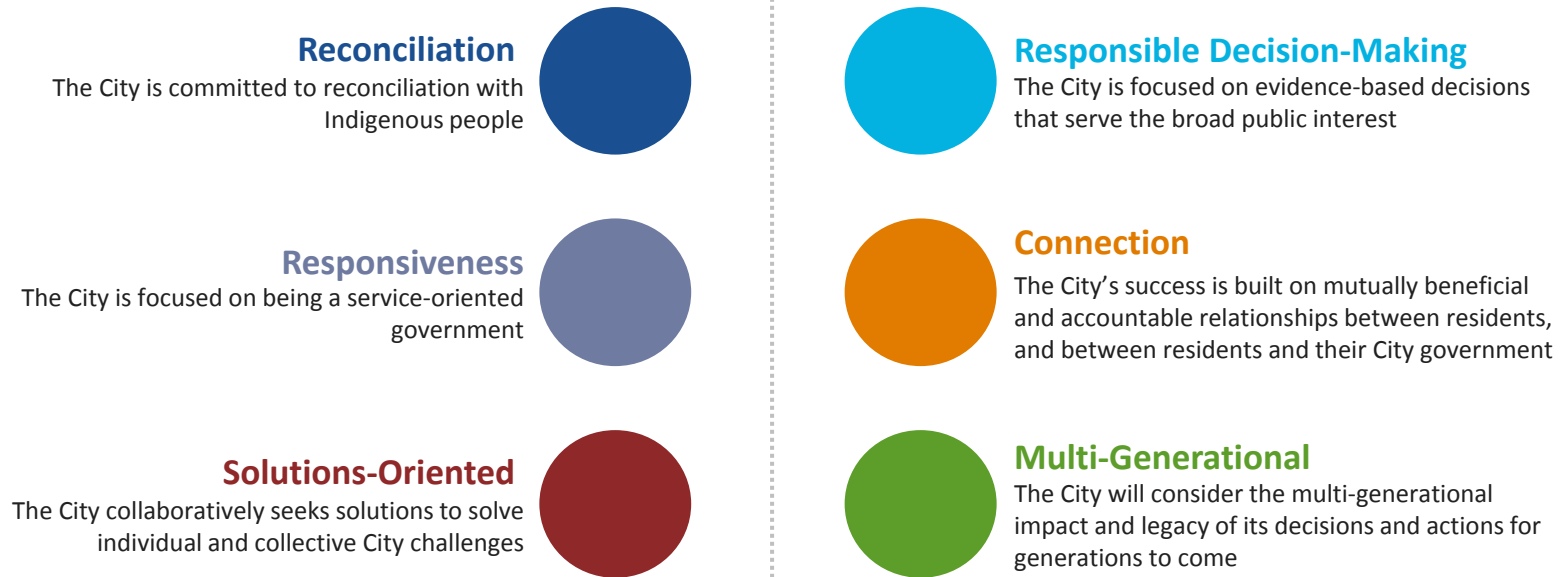 Reconciliation
The City is committed to reconciliation with
Indigenous people
Responsiveness
The City is focused on being a service-oriented
government
Solutions-Oriented
The City collaboratively seeks solutions to solve
individual and collective City challenges
Responsible Decision-Making
The City is focused on evidence-based decisions
that serve the broad public interest
Connection
The City’s success is built on mutually beneficial
and accountable relationships between residents,
and between residents and their City government
Multi-Generational
The City will consider the multi-generational
impact and legacy of its decisions and actions for
generations to come